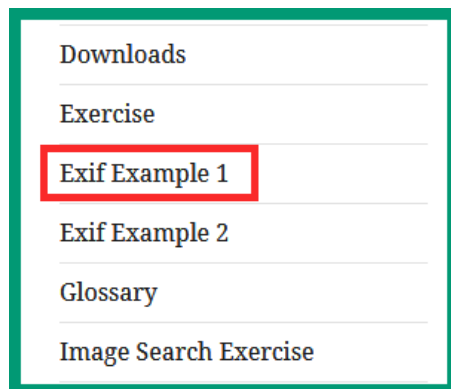 Downloads
Exercise
Exif Example 1
Exif Example 2
Glossary
Image Search Exercise